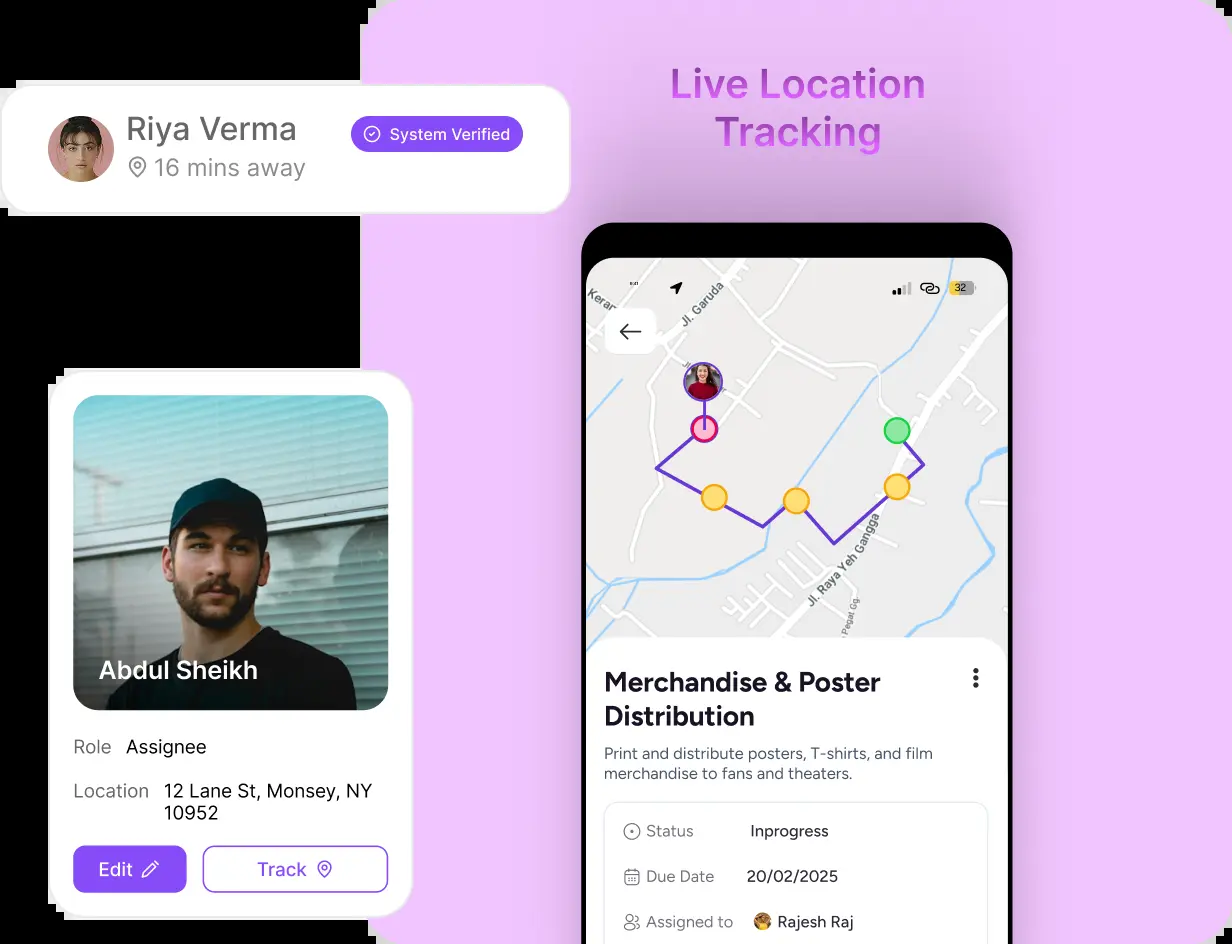 Live Location
Tracking
Riya Verma
System Verified
16 mins away
32
Jl. Garuda
Jl. Raya Yeh Gangga
Pegat Gg.
Abdul Sheikh
Role Assignee
Location 12 Lane St, Monsey, NY
10952
Edit
Track
Merchandise & Poster
Distribution
Print and distribute posters, T-shirts, and film
merchandise to fans and theaters.
Status Inprogress
Due Date 20/02/2025
Assigned to Rajesh Raj